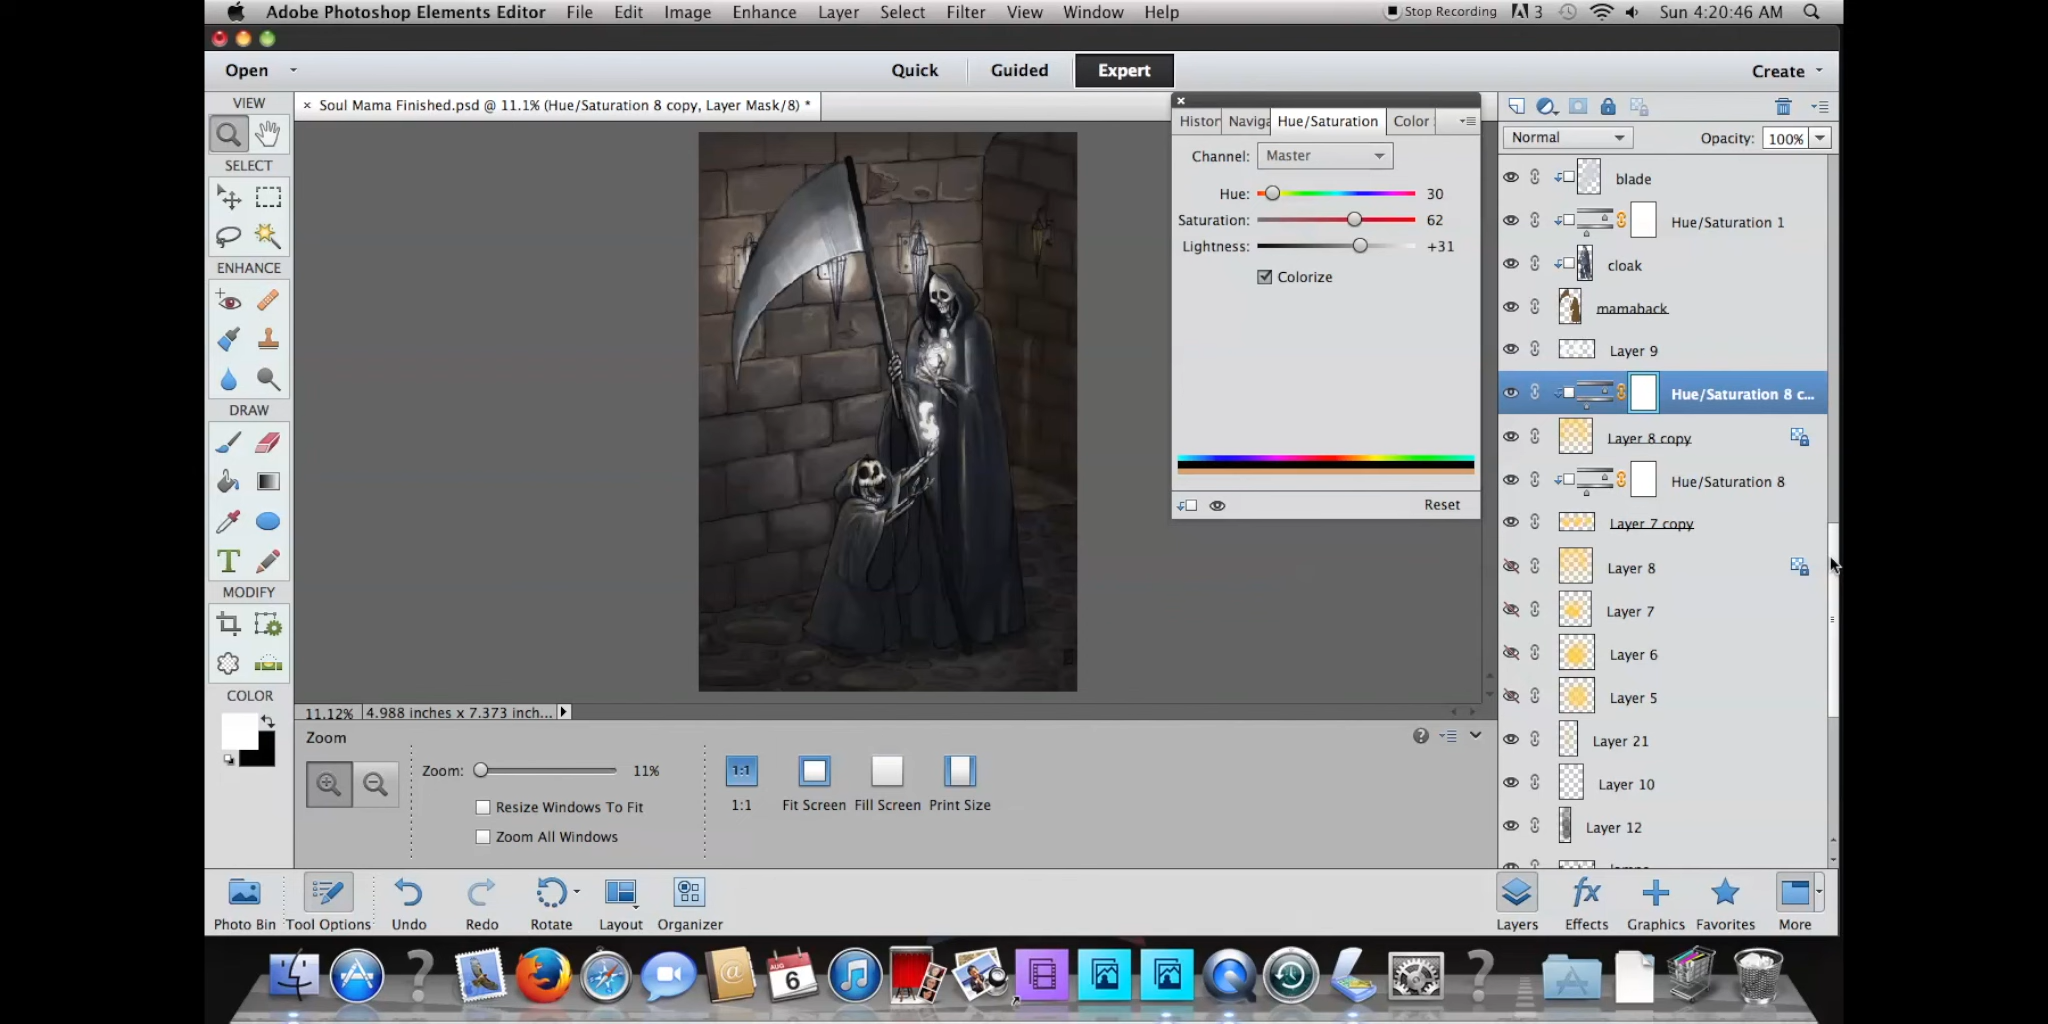 Adobe Photoshop Elements Editor File Edit Image Enhance Layer Select Filter View Window Help Stop Recording 3 Sun 4:20:46 AM
Open Quick Guided Expert Create
VIEW
× Soul Mama Finished.psd @ 11.1% (Hue/Saturation 8 copy, Layer Mask/8) *
Histor Naviga Hue/Saturation Color
Channel: Master
Hue: 30
Saturation: 62
Lightness: +31
Colorize
Reset
Normal Opacity: 100%
blade
Hue/Saturation 1
cloak
mamaback
Layer 9
Hue/Saturation 8 c...
Layer 8 copy
Hue/Saturation 8
Layer 7 copy
Layer 8
Layer 7
Layer 6
Layer 5
Layer 21
Layer 10
Layer 12
SELECT
ENHANCE
DRAW
T
MODIFY
COLOR
11.12% 4.988 inches x 7.373 inch...
Zoom
Zoom: 11%
Resize Windows To Fit
Zoom All Windows
1:1
1:1 Fit Screen Fill Screen Print Size
Photo Bin Tool Options Undo Redo Rotate Layout Organizer
fx
Layers Effects Graphics Favorites More
AUG
6